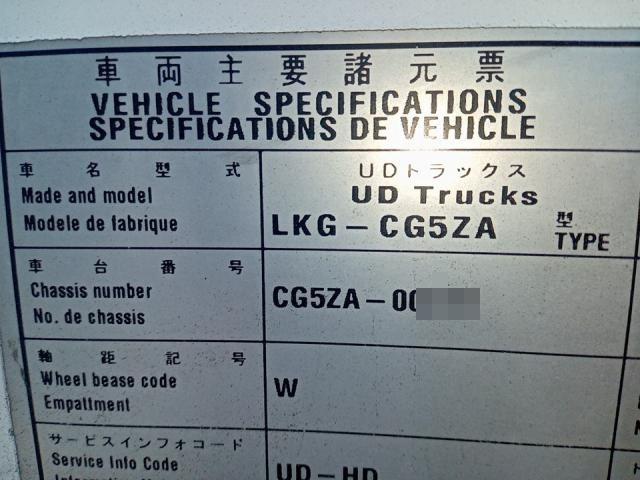 車両主要諸元票
VEHICLE SPECIFICATIONS
SPECIFICATIONS DE VEHICLE
車名型式
Made and model
Modele de fabrique
UDトラックス
UD Trucks
LKG-CG5ZA
型
TYPE
車台番号
Chassis number
No. de chassis
CG5ZA-00
軸距記号
Wheel bease code
Empattment
W
サービスインフォコード
Service Info Code
UD-HD